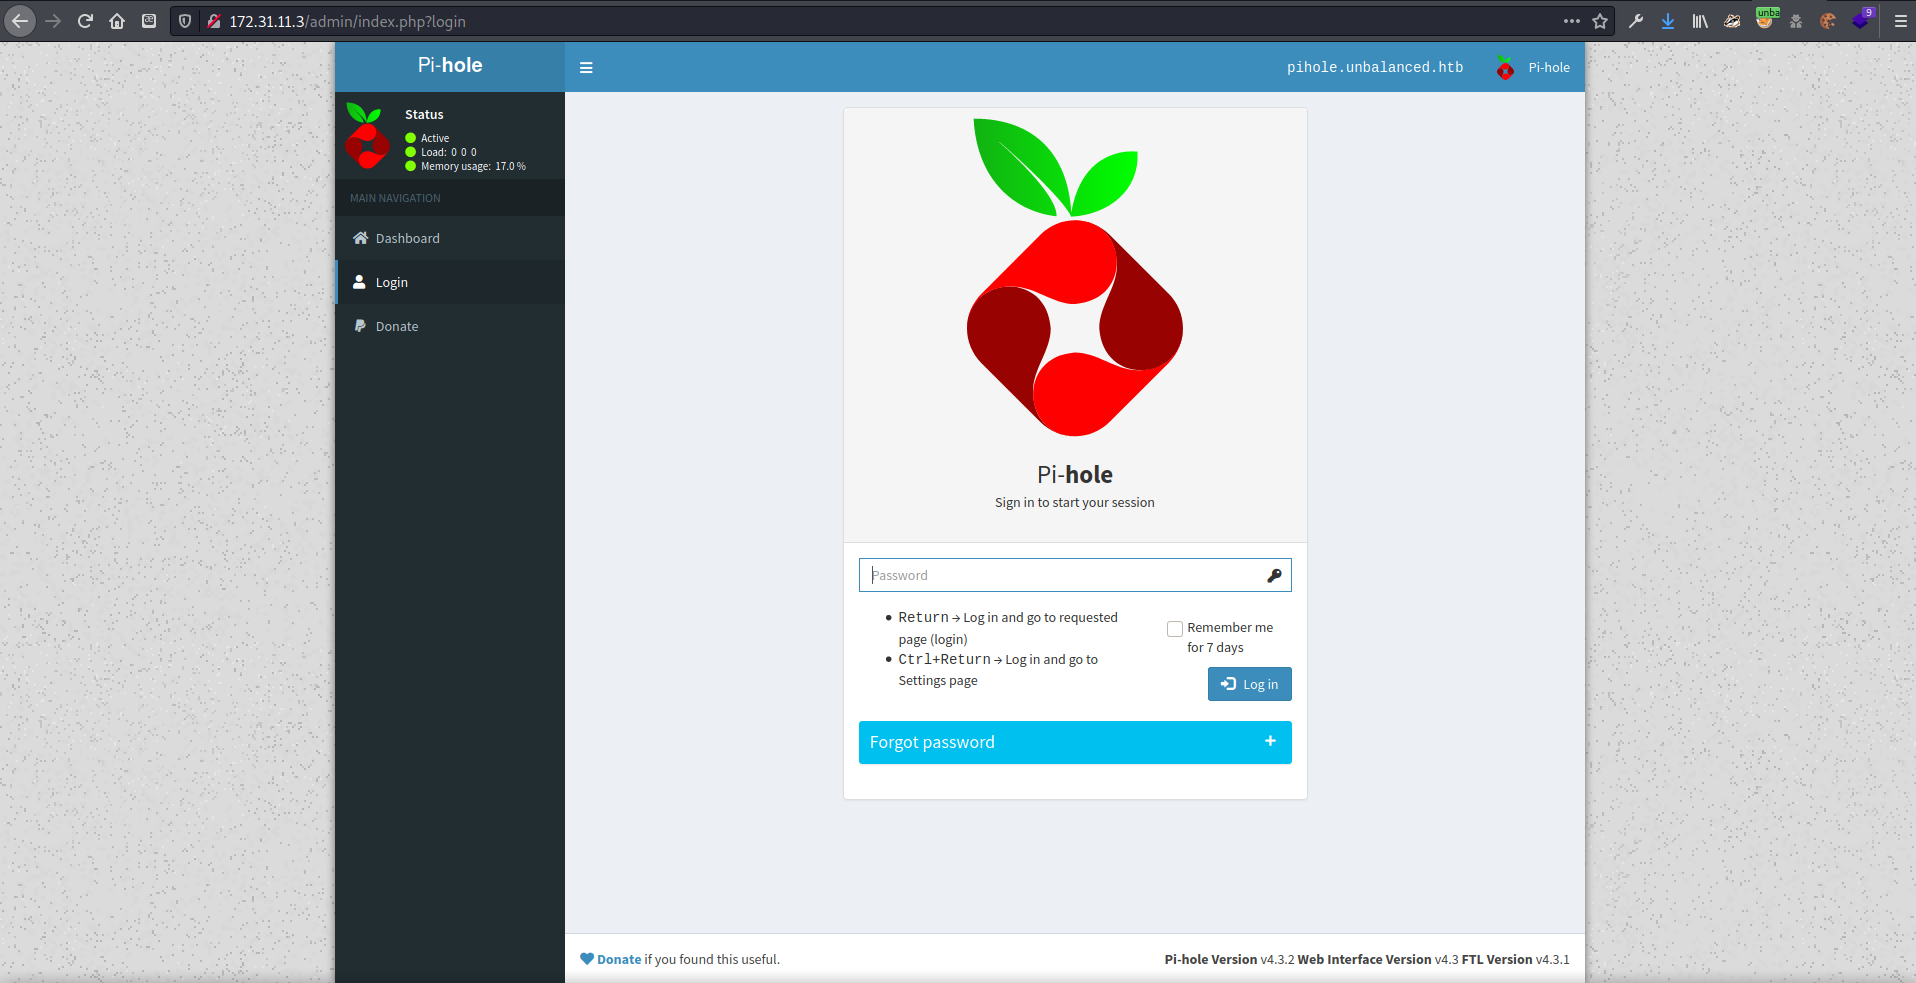 172.31.11.3/admin/index.php?login
unba
9
Pi-hole
pihole.unbalanced.htb
Pi-hole
Status
Active
Load: 0 0 0
Memory usage: 17.0 %
MAIN NAVIGATION
Dashboard
Login
Donate
Pi-hole
Sign in to start your session
Password
Return → Log in and go to requested
page (login)
Ctrl+Return → Log in and go to
Settings page
Remember me
for 7 days
Log in
Forgot password
Donate if you found this useful.
Pi-hole Version v4.3.2 Web Interface Version v4.3 FTL Version v4.3.1